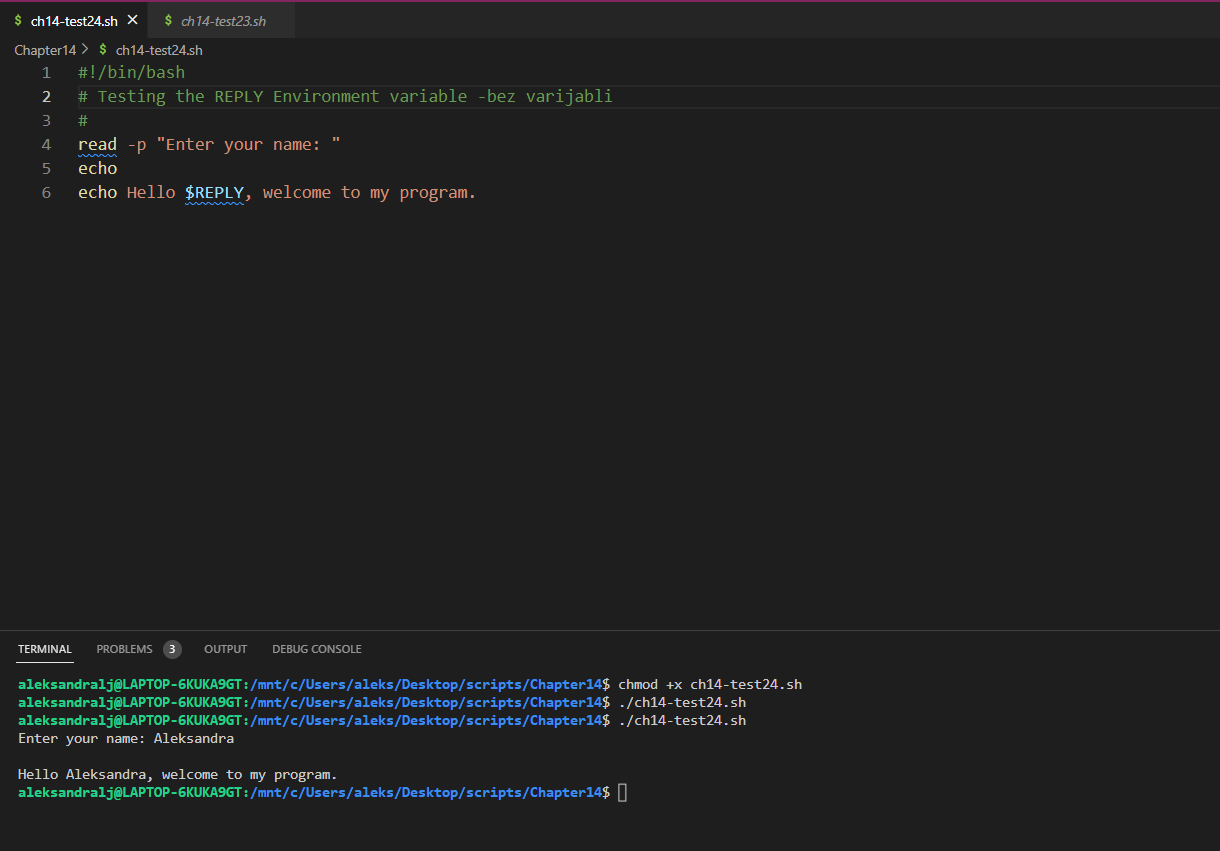 $ ch14-test24.sh × $ ch14-test23.sh
Chapter14 > $ ch14-test24.sh
1 #!/bin/bash
2 # Testing the REPLY Environment variable -bez varijabli
3 #
4 read -p "Enter your name: "
5 echo
6 echo Hello $REPLY, welcome to my program.
TERMINAL PROBLEMS 3 OUTPUT DEBUG CONSOLE
aleksandralj@LAPTOP-6KUKA9GT:/mnt/c/Users/aleks/Desktop/scripts/Chapter14$ chmod +x ch14-test24.sh
aleksandralj@LAPTOP-6KUKA9GT:/mnt/c/Users/aleks/Desktop/scripts/Chapter14$ ./ch14-test24.sh
aleksandralj@LAPTOP-6KUKA9GT:/mnt/c/Users/aleks/Desktop/scripts/Chapter14$ ./ch14-test24.sh
Enter your name: Aleksandra
Hello Aleksandra, welcome to my program.
aleksandralj@LAPTOP-6KUKA9GT:/mnt/c/Users/aleks/Desktop/scripts/Chapter14$